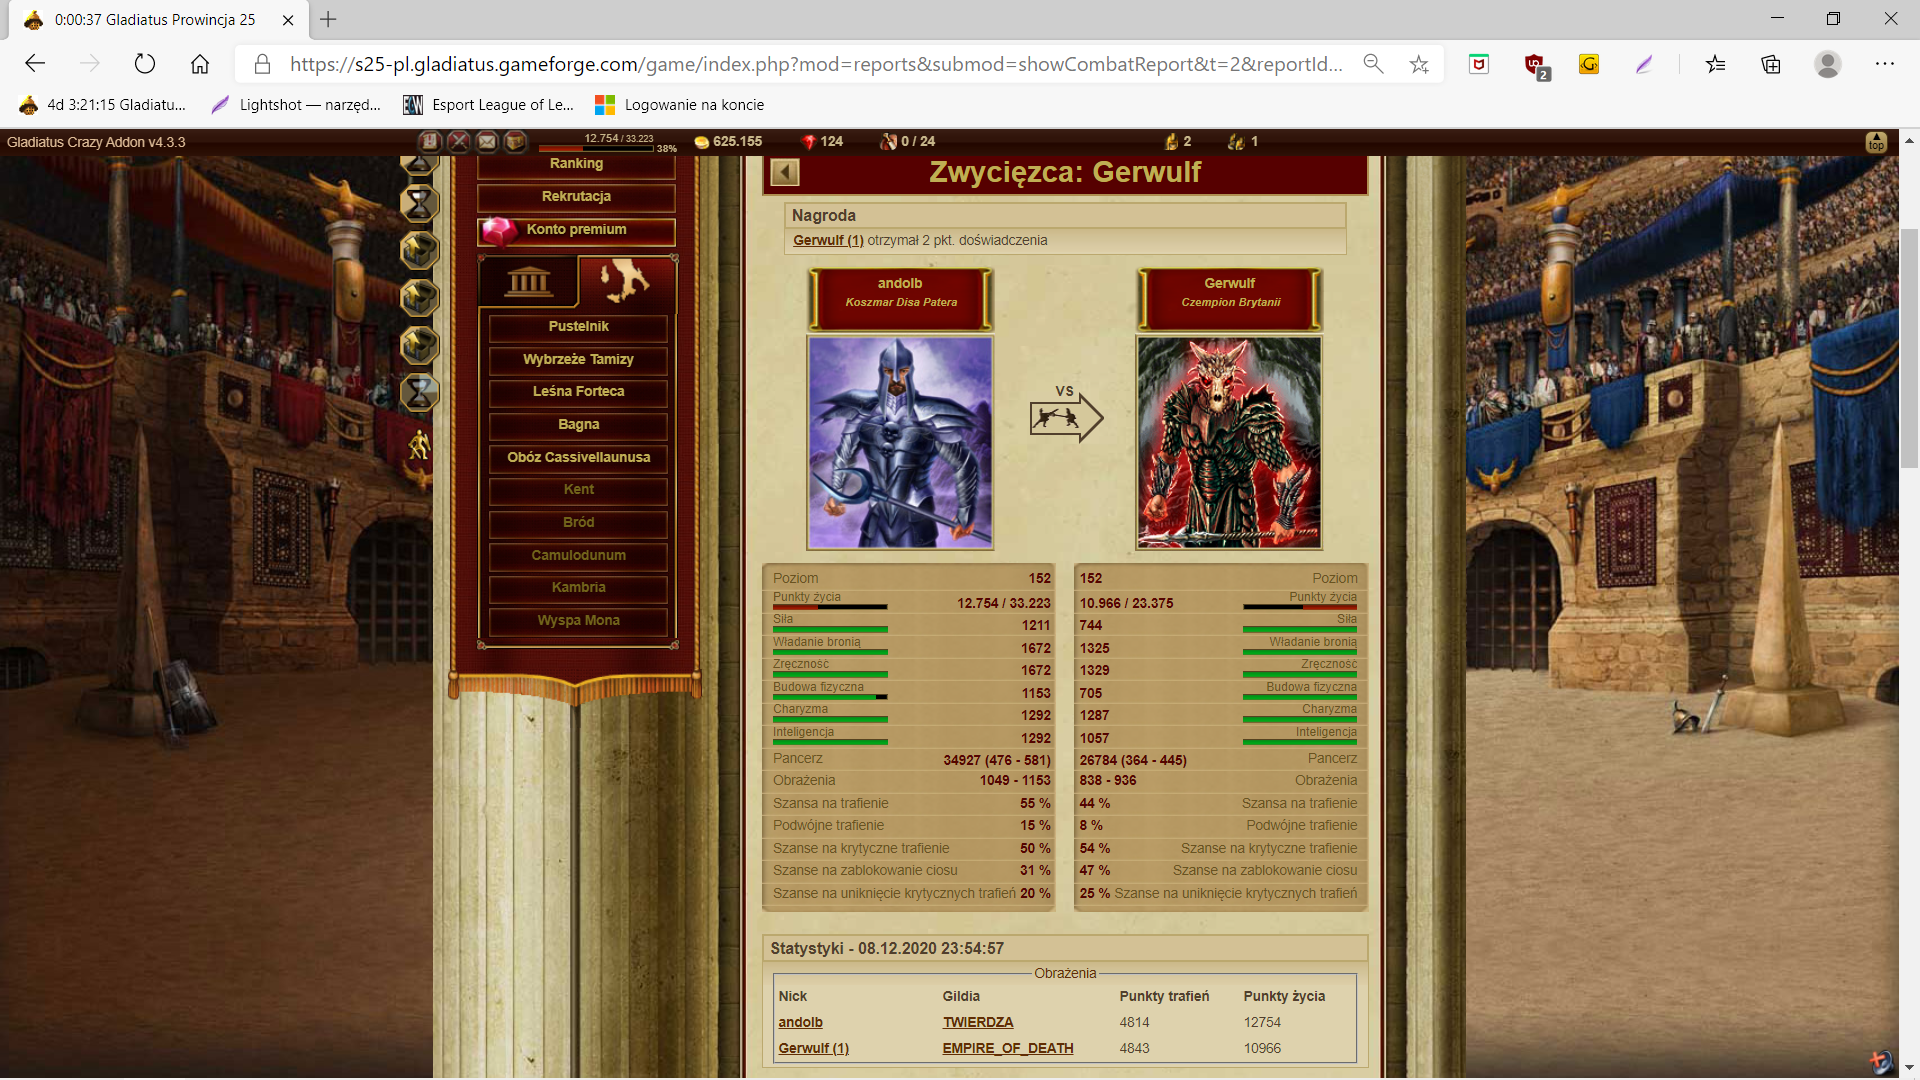 0:00:37 Gladiatus Prowincja 25
https://s25-pl.gladiatus.gameforge.com/game/index.php?mod=reports&submod=showCombatReport&t=2&reportId...
2
4d 3:21:15 Gladiatu...
Lightshot — narzęd...
Esport League of Le...
Logowanie na koncie
Gladiatus Crazy Addon v4.3.3
12.754 / 33.223
38%
625.155
124
0 / 24
2
1
top
Ranking
Rekrutacja
Konto premium
Pustelnik
Wybrzeże Tamizy
Leśna Forteca
Bagna
Obóz Cassivellaunusa
Kent
Bród
Camulodunum
Kambria
Wyspa Mona
Zwycięzca: Gerwulf
Nagroda
Gerwulf (1) otrzymał 2 pkt. doświadczenia
andolb
Koszmar Disa Patera
VS
Gerwulf
Czempion Brytanii
Poziom 152 152 Poziom
Punkty życia 12.754 / 33.223 10.966 / 23.375 Punkty życia
Siła 1211 744 Siła
Władanie bronią 1672 1325 Władanie bronią
Zręczność 1672 1329 Zręczność
Budowa fizyczna 1153 705 Budowa fizyczna
Charyzma 1292 1287 Charyzma
Inteligencja 1292 1057 Inteligencja
Pancerz 34927 (476 - 581) 26784 (364 - 445) Pancerz
Obrażenia 1049 - 1153 838 - 936 Obrażenia
Szansa na trafienie 55 % 44 % Szansa na trafienie
Podwójne trafienie 15 % 8 % Podwójne trafienie
Szanse na krytyczne trafienie 50 % 54 % Szanse na krytyczne trafienie
Szanse na zablokowanie ciosu 31 % 47 % Szanse na zablokowanie ciosu
Szanse na uniknięcie krytycznych trafień 20 % 25 % Szanse na uniknięcie krytycznych trafień
Statystyki - 08.12.2020 23:54:57
Obrażenia
Nick Gildia Punkty trafień Punkty życia
andolb TWIERDZA 4814 12754
Gerwulf (1) EMPIRE_OF_DEATH 4843 10966